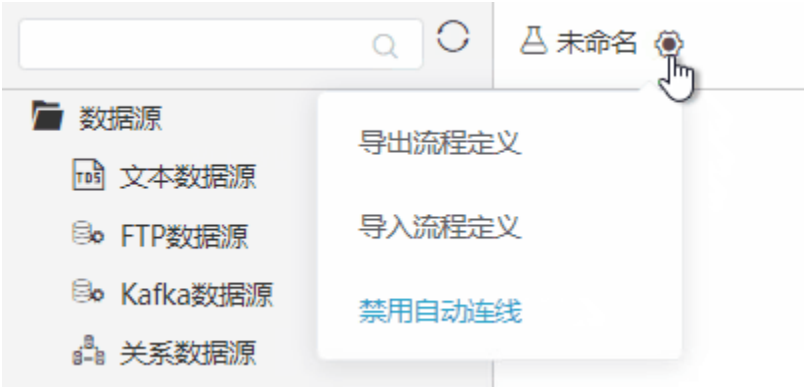 未命名
数据源
TDS 文本数据源
FTP数据源
Kafka数据源
关系数据源
导出流程定义
导入流程定义
禁用自动连线